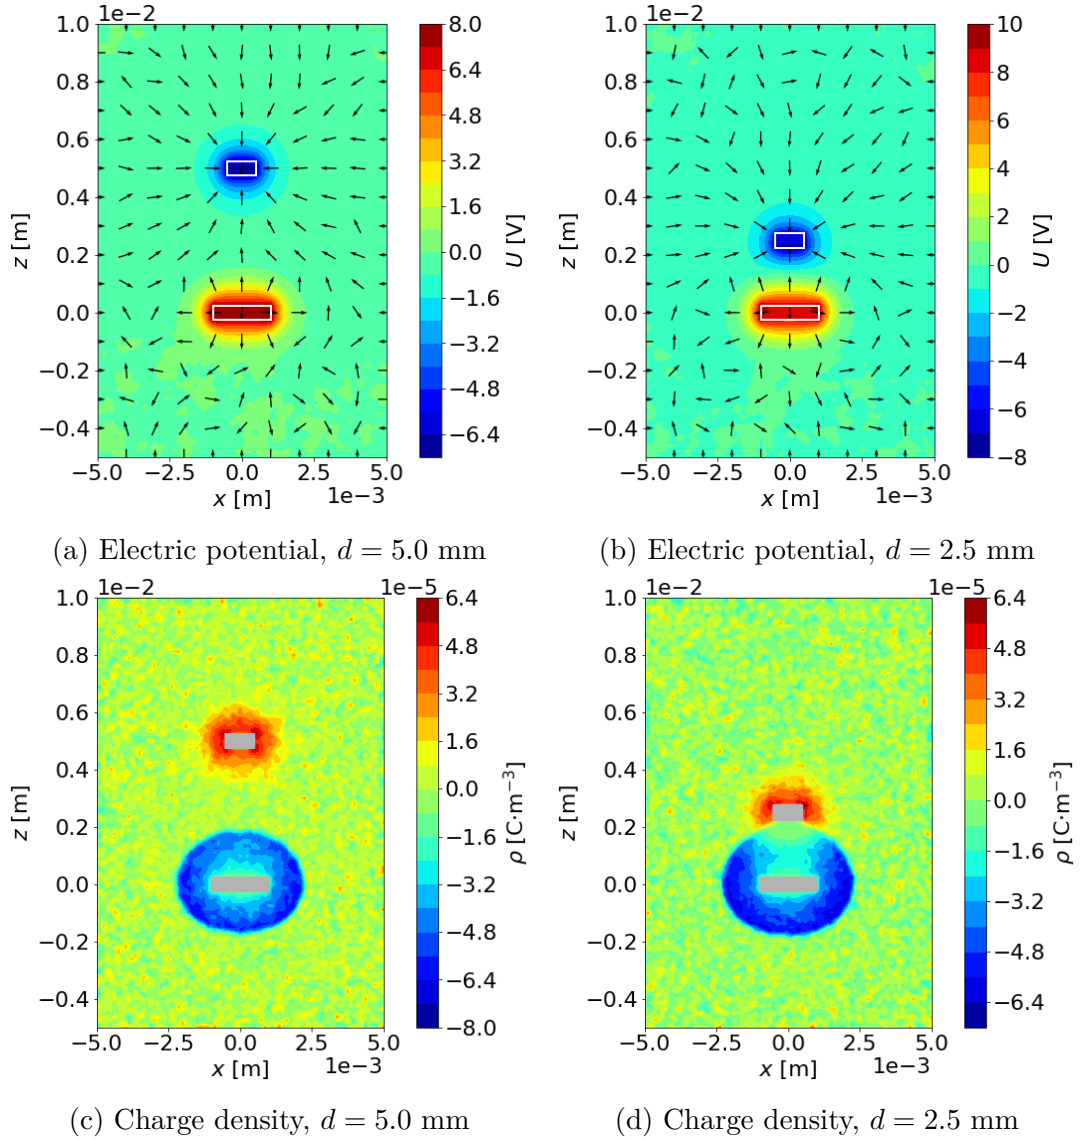 1e−2
1.0
0.8
0.6
0.4
0.2
0.0
−0.2
−0.4
z [m]
−5.0 −2.5 0.0 2.5 5.0
x [m]
1e−3
8.0
6.4
4.8
3.2
1.6
0.0
−1.6
−3.2
−4.8
−6.4
U [V]
(a) Electric potential, d = 5.0 mm
1e−2
1.0
0.8
0.6
0.4
0.2
0.0
−0.2
−0.4
z [m]
−5.0 −2.5 0.0 2.5 5.0
x [m]
1e−3
10
8
6
4
2
0
−2
−4
−6
−8
U [V]
(b) Electric potential, d = 2.5 mm
1e−2
1.0
0.8
0.6
0.4
0.2
0.0
−0.2
−0.4
z [m]
−5.0 −2.5 0.0 2.5 5.0
x [m]
1e−3
1e−5
6.4
4.8
3.2
1.6
0.0
−1.6
−3.2
−4.8
−6.4
−8.0
ρ [C·m⁻³]
(c) Charge density, d = 5.0 mm
1e−2
1.0
0.8
0.6
0.4
0.2
0.0
−0.2
−0.4
z [m]
−5.0 −2.5 0.0 2.5 5.0
x [m]
1e−3
1e−5
6.4
4.8
3.2
1.6
0.0
−1.6
−3.2
−4.8
−6.4
ρ [C·m⁻³]
(d) Charge density, d = 2.5 mm